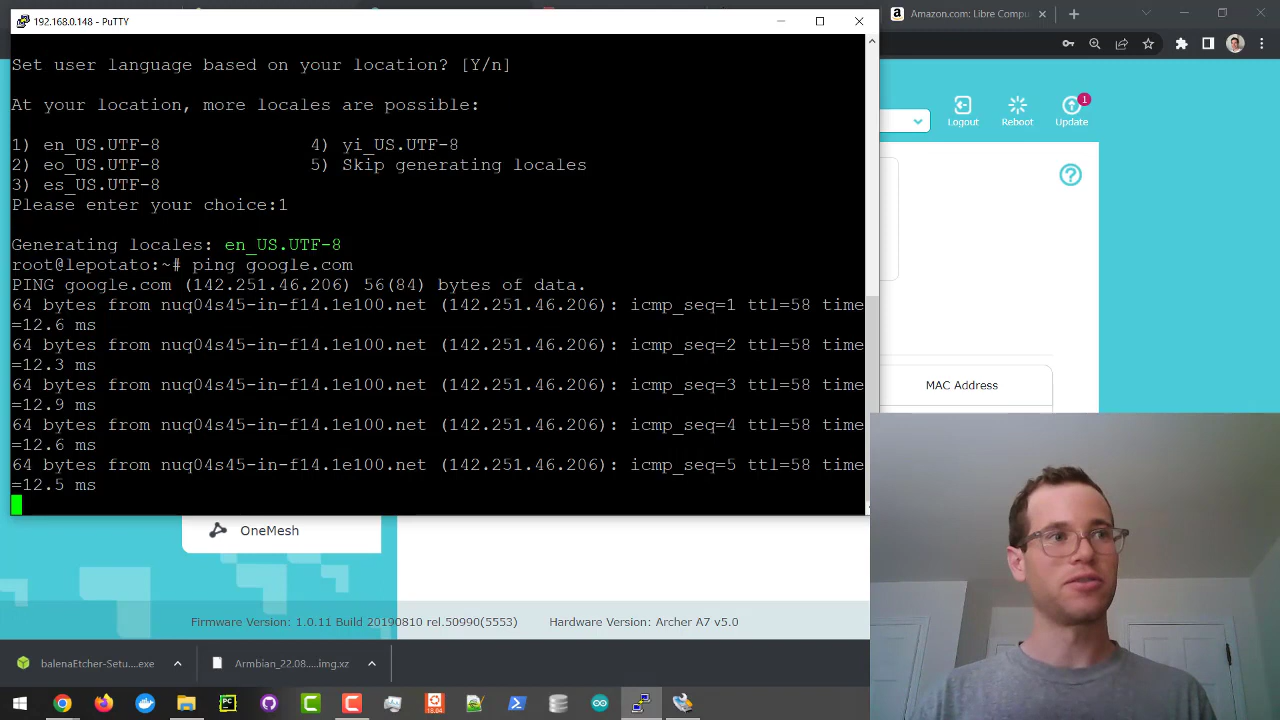 192.168.0.148 - PuTTY
Amazon.com: Libre Compu
Set user language based on your location? [Y/n]
At your location, more locales are possible:
1) en_US.UTF-8 4) yi_US.UTF-8
2) eo_US.UTF-8 5) Skip generating locales
3) es_US.UTF-8
Please enter your choice:1
Generating locales: en_US.UTF-8
root@lepotato:~# ping google.com
PING google.com (142.251.46.206) 56(84) bytes of data.
64 bytes from nuq04s45-in-f14.1e100.net (142.251.46.206): icmp_seq=1 ttl=58 time
=12.6 ms
64 bytes from nuq04s45-in-f14.1e100.net (142.251.46.206): icmp_seq=2 ttl=58 time
=12.3 ms
64 bytes from nuq04s45-in-f14.1e100.net (142.251.46.206): icmp_seq=3 ttl=58 time
=12.9 ms
64 bytes from nuq04s45-in-f14.1e100.net (142.251.46.206): icmp_seq=4 ttl=58 time
=12.6 ms
64 bytes from nuq04s45-in-f14.1e100.net (142.251.46.206): icmp_seq=5 ttl=58 time
=12.5 ms
1
Logout Reboot Update
MAC Address
OneMesh
Firmware Version: 1.0.11 Build 20190810 rel.50990(5553) Hardware Version: Archer A7 v5.0
balenaEtcher-Setu....exe Armbian_22.08.....img.xz
PC
18.04